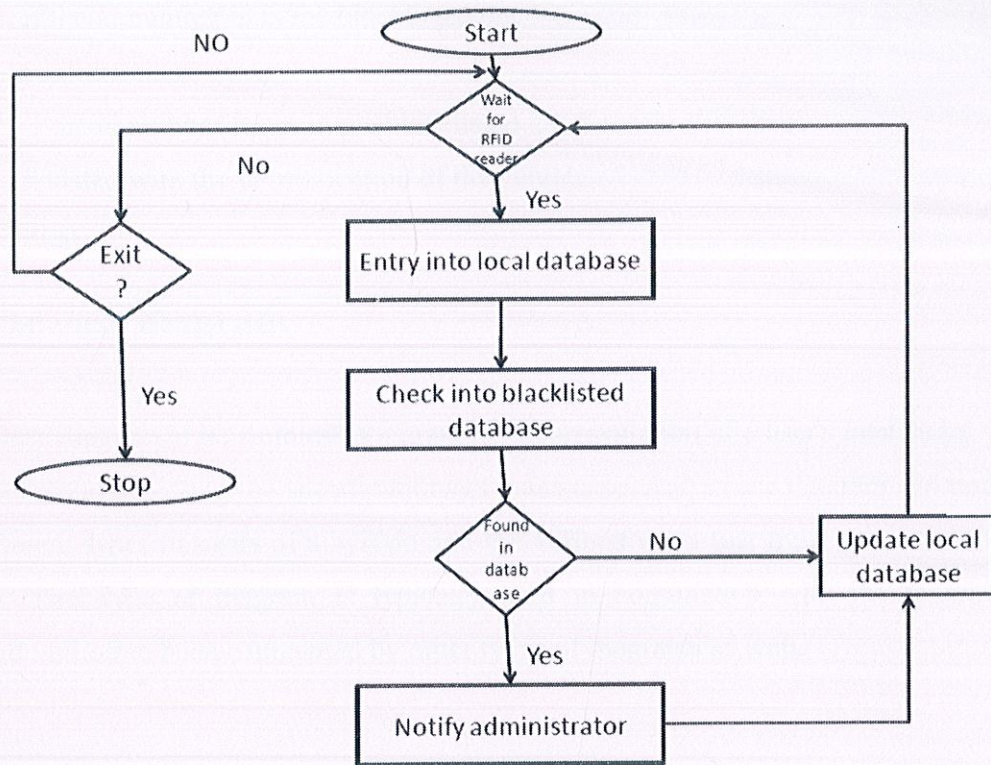 Start
NO
Wait
for
RFID
reader
No
Yes
Exit
?
Entry into local database
Check into blacklisted
database
Yes
Stop
Found
in
datab
ase
No
Update local
database
Yes
Notify administrator